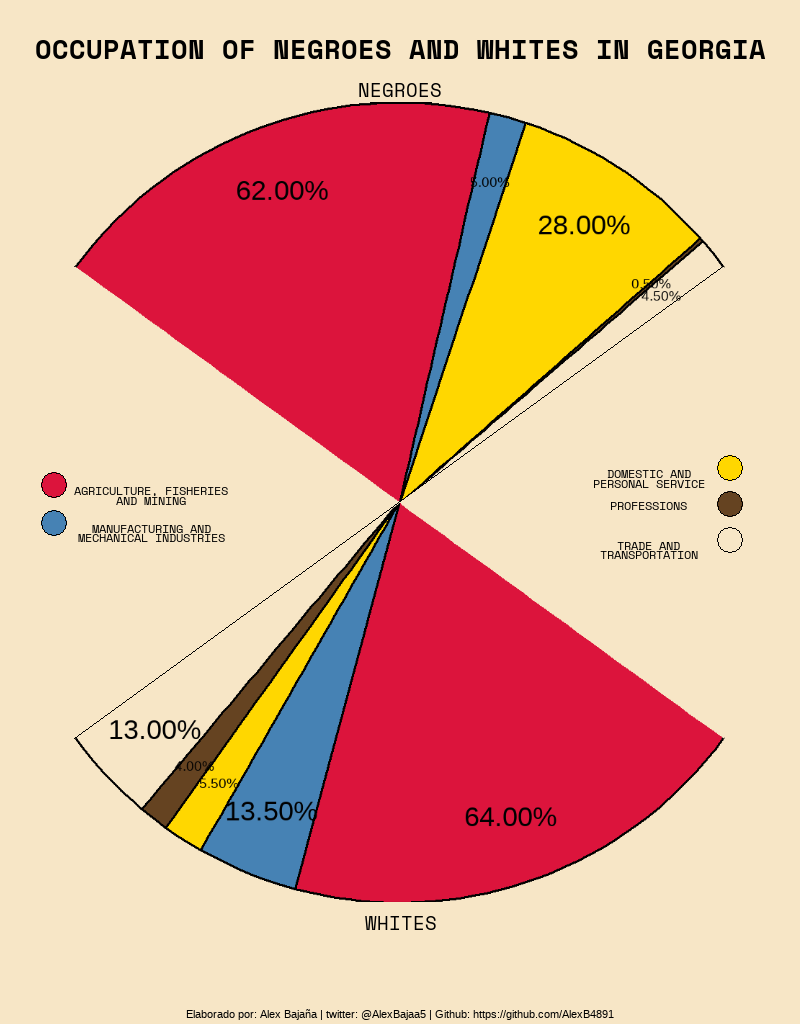 OCCUPATION OF NEGROES AND WHITES IN GEORGIA
NEGROES
62.00%
5.00%
28.00%
0.50%
4.50%
AGRICULTURE, FISHERIES
AND MINING
MANUFACTURING AND
MECHANICAL INDUSTRIES
DOMESTIC AND
PERSONAL SERVICE
PROFESSIONS
TRADE AND
TRANSPORTATION
13.00%
4.00%
5.50%
13.50%
64.00%
WHITES
Elaborado por: Alex Bajaña | twitter: @AlexBajaa5 | Github: https://github.com/AlexB4891